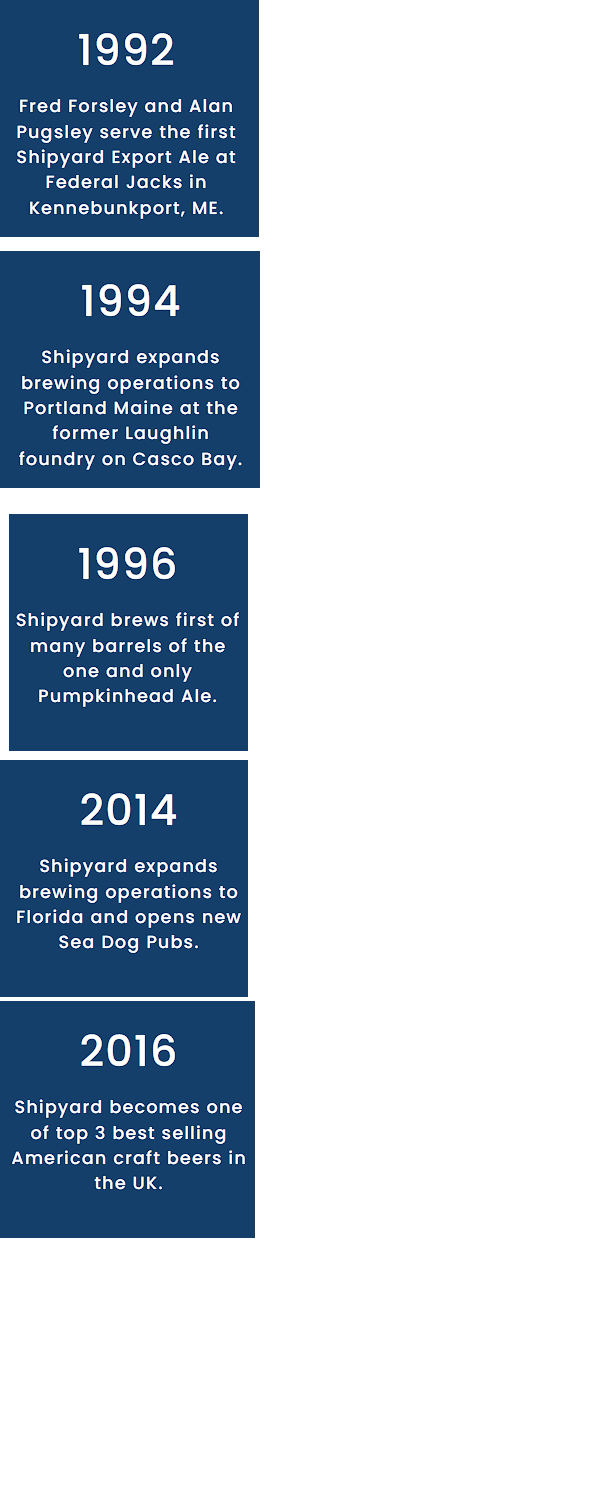 1992
Fred Forsley and Alan
Pugsley serve the first
Shipyard Export Ale at
Federal Jacks in
Kennebunkport, ME.
1994
Shipyard expands
brewing operations to
Portland Maine at the
former Laughlin
foundry on Casco Bay.
1996
Shipyard brews first of
many barrels of the
one and only
Pumpkinhead Ale.
2014
Shipyard expands
brewing operations to
Florida and opens new
Sea Dog Pubs.
2016
Shipyard becomes one
of top 3 best selling
American craft beers in
the UK.